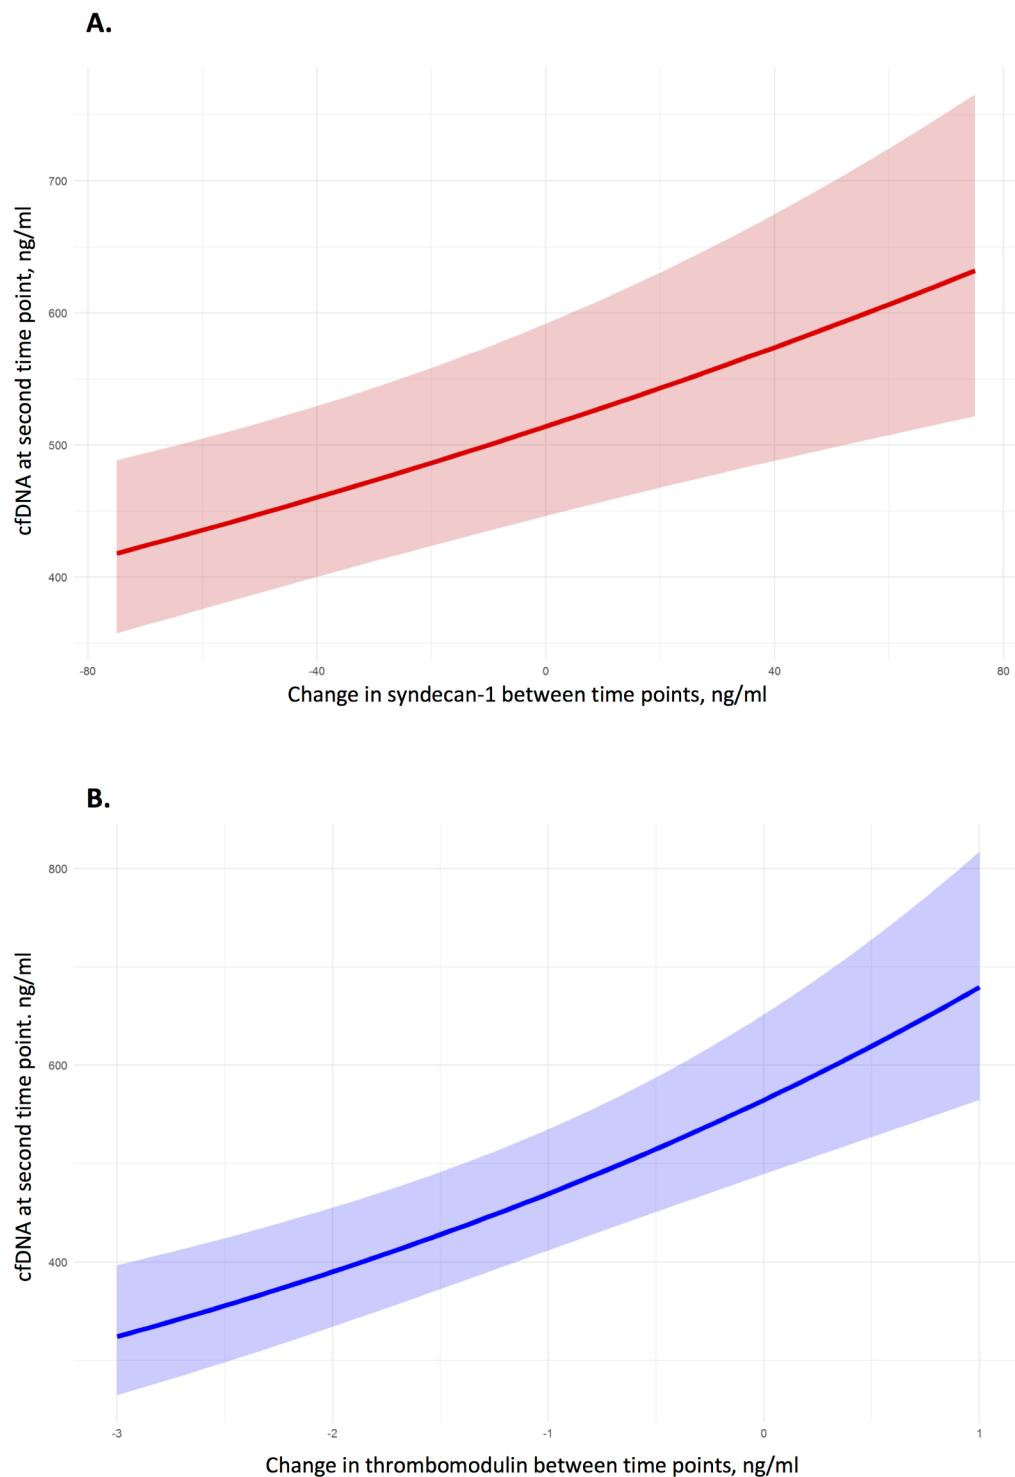 A.
cfDNA at second time point, ng/ml
700
600
500
400
-80 -40 0 40 80
Change in syndecan-1 between time points, ng/ml
B.
cfDNA at second time point. ng/ml
800
600
400
-3 -2 -1 0 1
Change in thrombomodulin between time points, ng/ml